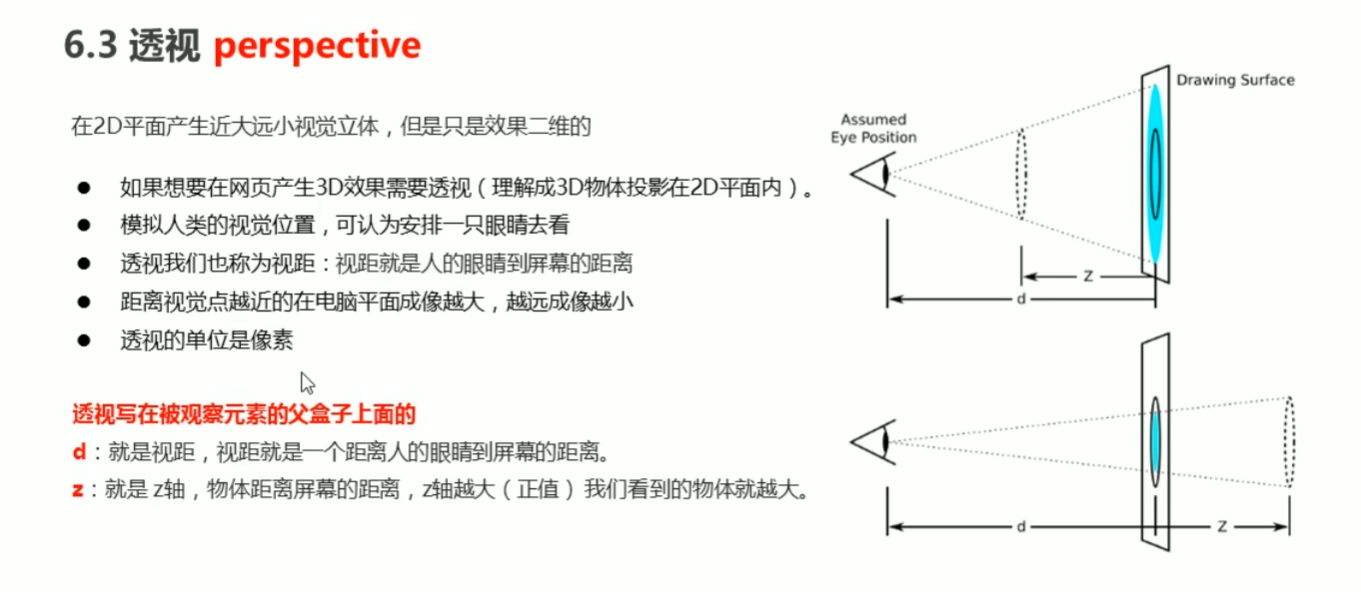 6.3 透视 perspective
在2D平面产生近大远小视觉立体，但是只是效果二维的
● 如果想要在网页产生3D效果需要透视（理解成3D物体投影在2D平面内）。
● 模拟人类的视觉位置，可认为安排一只眼睛去看
● 透视我们也称为视距：视距就是人的眼睛到屏幕的距离
● 距离视觉点越近的在电脑平面成像越大，越远成像越小
● 透视的单位是像素
透视写在被观察元素的父盒子上面的
d：就是视距，视距就是一个距离人的眼睛到屏幕的距离。
z：就是 z轴，物体距离屏幕的距离，z轴越大（正值） 我们看到的物体就越大。
Drawing Surface
Assumed
Eye Position
Z
d
d
Z